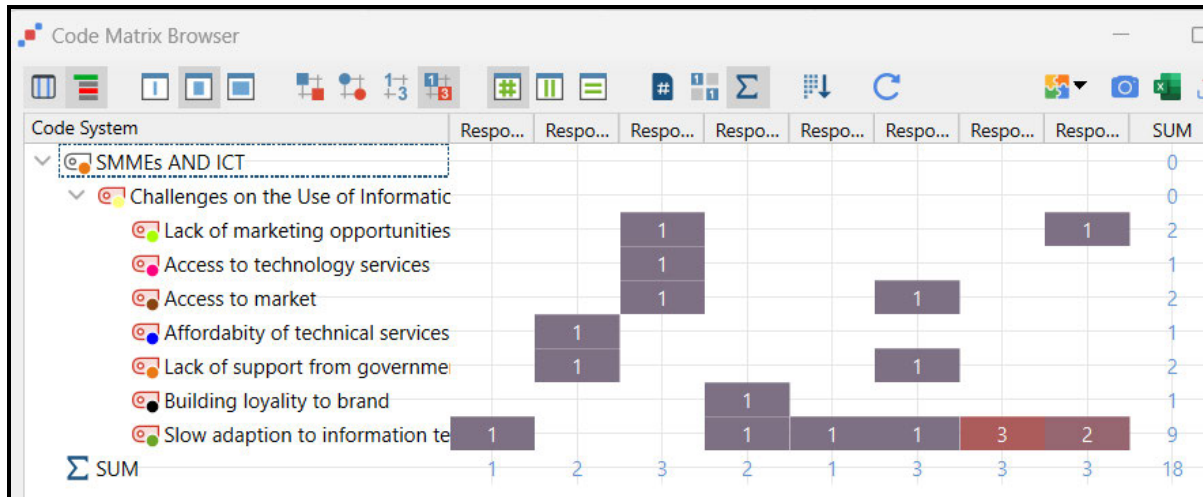 Code Matrix Browser
Code System Respo... Respo... Respo... Respo... Respo... Respo... Respo... Respo... SUM
SMMEs AND ICT 0
Challenges on the Use of Informatic 0
Lack of marketing opportunities 1 1 2
Access to technology services 1 1
Access to market 1 1 2
Affordabity of technical services 1 1
Lack of support from governme 1 1 2
Building loyality to brand 1 1
Slow adaption to information te 1 1 1 1 3 2 9
Σ SUM 1 2 3 2 1 3 3 3 18